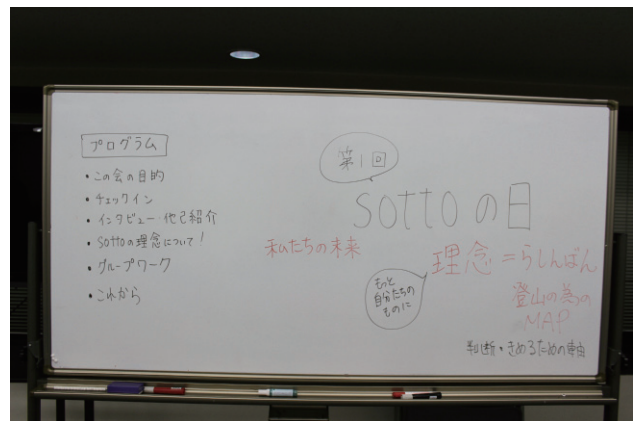 プログラム
・この会の目的
・チェックイン
・インタビュー・他己紹介
・sottoの理念について!
・グループワーク
・これから
第1回
sottoの日
私たちの未来
理念=らしんばん
もっと
自分たちの
ものに
登山の為の
MAP
判断・きめるための